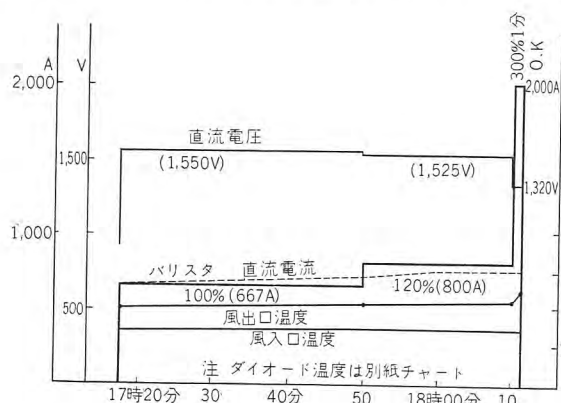 300%1分
O.K
A
V
2,000
2,000A
直流電圧
1,500
(1,550V)
(1,525V)
1,320V
1,000
バリスタ 直流電流
100%(667A)
120%(800A)
500
風出口温度
風入口温度
注 ダイオード温度は別紙チャート
17時20分 30 40分 50 18時00分 10